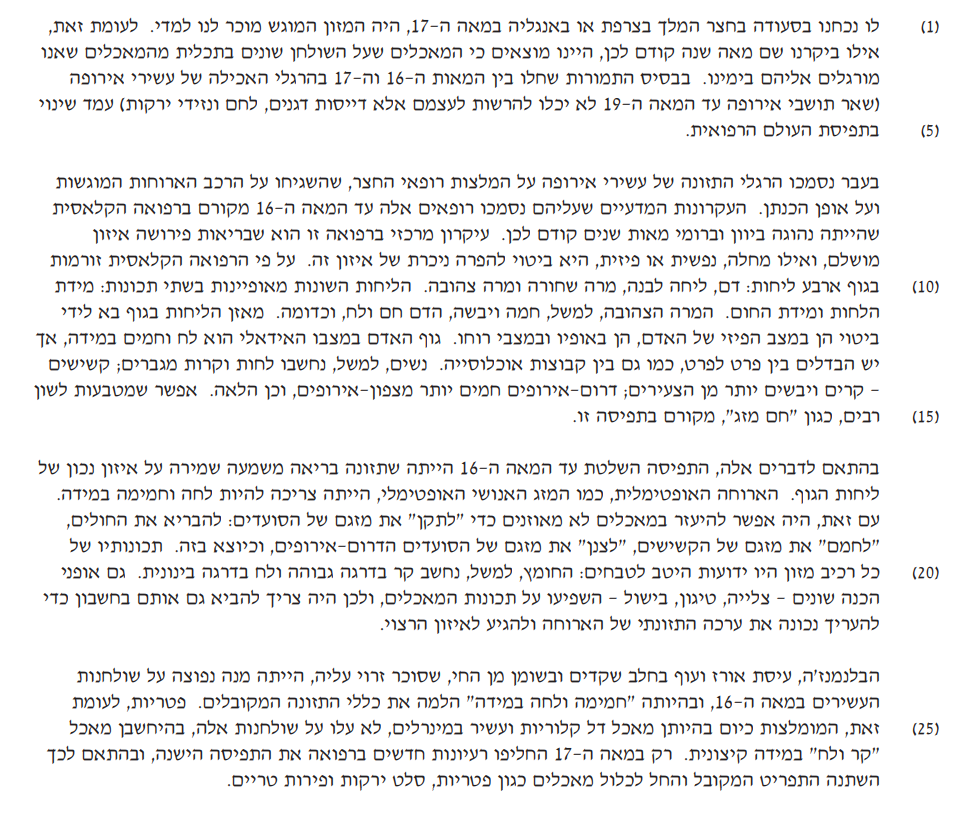 (1) לו נכחנו בסעודה בחצר המלך בצרפת או באנגליה במאה ה-17, היה המזון המוגש מוכר לנו למדי. לעומת זאת,
אילו ביקרנו שם מאה שנה קודם לכן, היינו מוצאים כי המאכלים שעל השולחן שונים בתכלית מהמאכלים שאנו
מורגלים אליהם בימינו. בבסיס התמורות שחלו בין המאות ה-16 וה-17 בהרגלי האכילה של עשירי אירופה
(שאר תושבי אירופה עד המאה ה-19 לא יכלו להרשות לעצמם אלא דייסות דגנים, לחם ונזידי ירקות) עמד שינוי
(5) בתפיסת העולם הרפואית.
בעבר נסמכו הרגלי התזונה של עשירי אירופה על המלצות רופאי החצר, שהשגיחו על הרכב הארוחות המוגשות
ועל אופן הכנתן. העקרונות המדעיים שעליהם נסמכו רופאים אלה עד המאה ה-16 מקורם ברפואה הקלאסית
שהייתה נהוגה ביוון וברומי מאות שנים קודם לכן. עיקרון מרכזי ברפואה זו הוא שבריאות פירושה איזון
מושלם, ואילו מחלה, נפשית או פיזית, היא ביטוי להפרה ניכרת של איזון זה. על פי הרפואה הקלאסית זורמות
(10) בגוף ארבע ליחות: דם, ליחה לבנה, מרה שחורה ומרה צהובה. הליחות השונות מאופיינות בשתי תכונות: מידת
הלחות ומידת החום. המרה הצהובה, למשל, חמה ויבשה, הדם חם ולח, וכדומה. מאזן הליחות בגוף בא לידי
ביטוי הן במצב הפיזי של האדם, הן באופיו ובמצבי רוחו. גוף האדם במצבו האידאלי הוא לח וחמים במידה, אך
יש הבדלים בין פרט לפרט, כמו גם בין קבוצות אוכלוסייה. נשים, למשל, נחשבו לחות וקרות מגברים; קשישים
– קרים ויבשים יותר מן הצעירים; דרום-אירופים חמים יותר מצפון-אירופים, וכן הלאה. אפשר שמטבעות לשון
(15) רבים, כגון "חם מזג", מקורם בתפיסה זו.
בהתאם לדברים אלה, התפיסה השלטת עד המאה ה-16 הייתה שתזונה בריאה משמעה שמירה על איזון נכון של
ליחות הגוף. הארוחה האופטימלית, כמו המזג האנושי האופטימלי, הייתה צריכה להיות לחה וחמימה במידה.
עם זאת, היה אפשר להיעזר במאכלים לא מאוזנים כדי "לתקן" את מזגם של הסועדים: להבריא את החולים,
"לחמם" את מזגם של הקשישים, "לצנן" את מזגם של הסועדים הדרום-אירופים, וכיוצא בזה. תכונותיו של
(20) כל רכיב מזון היו ידועות היטב לטבחים: החומץ, למשל, נחשב קר בדרגה גבוהה ולח בדרגה בינונית. גם אופני
הכנה שונים – צלייה, טיגון, בישול – השפיעו על תכונות המאכלים, ולכן היה צריך להביא גם אותם בחשבון כדי
להעריך נכונה את ערכה התזונתי של הארוחה ולהגיע לאיזון הרצוי.
הבלנמנז'ה, עיסת אורז ועוף בחלב שקדים ובשומן מן החי, שסוכר זרוי עליה, הייתה מנה נפוצה על שולחנות
העשירים במאה ה-16, ובהיותה "חמימה ולחה במידה" הלמה את כללי התזונה המקובלים. פטריות, לעומת
(25) זאת, המומלצות כיום בהיותן מאכל דל קלוריות ועשיר במינרלים, לא עלו על שולחנות אלה, בהיחשבן מאכל
"קר ולח" במידה קיצונית. רק במאה ה-17 החליפו רעיונות חדשים ברפואה את התפיסה הישנה, ובהתאם לכך
השתנה התפריט המקובל והחל לכלול מאכלים כגון פטריות, סלט ירקות ופירות טריים.